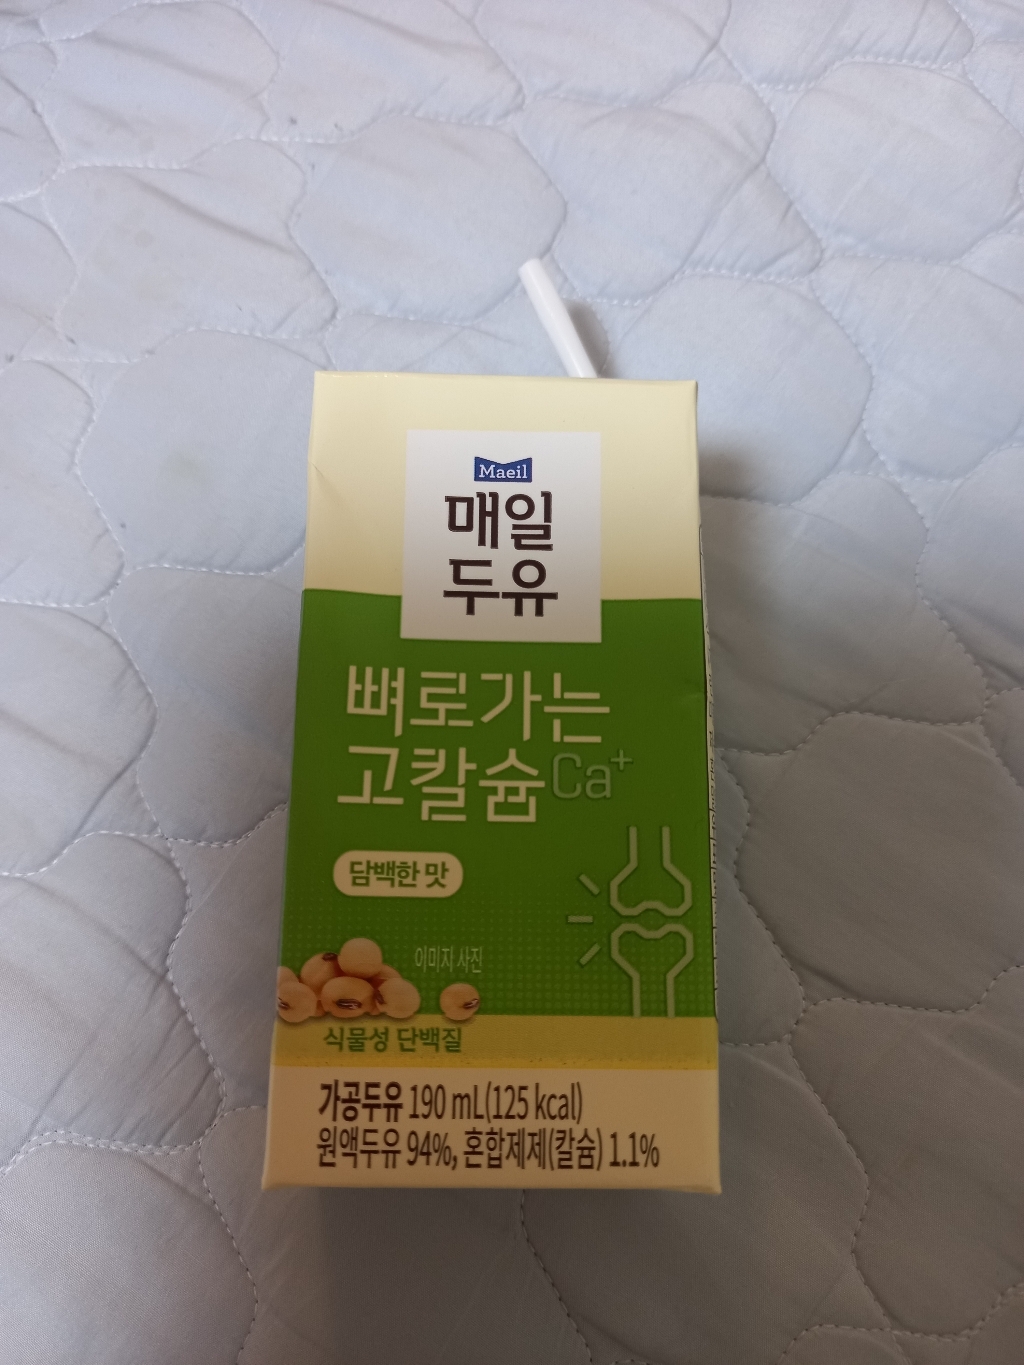 Maeil
매일
두유
뼈로가는
고칼슘Ca+
담백한 맛
이미지 사진
식물성 단백질
가공두유 190 mL(125 kcal)
원액두유 94%, 혼합제제(칼슘) 1.1%